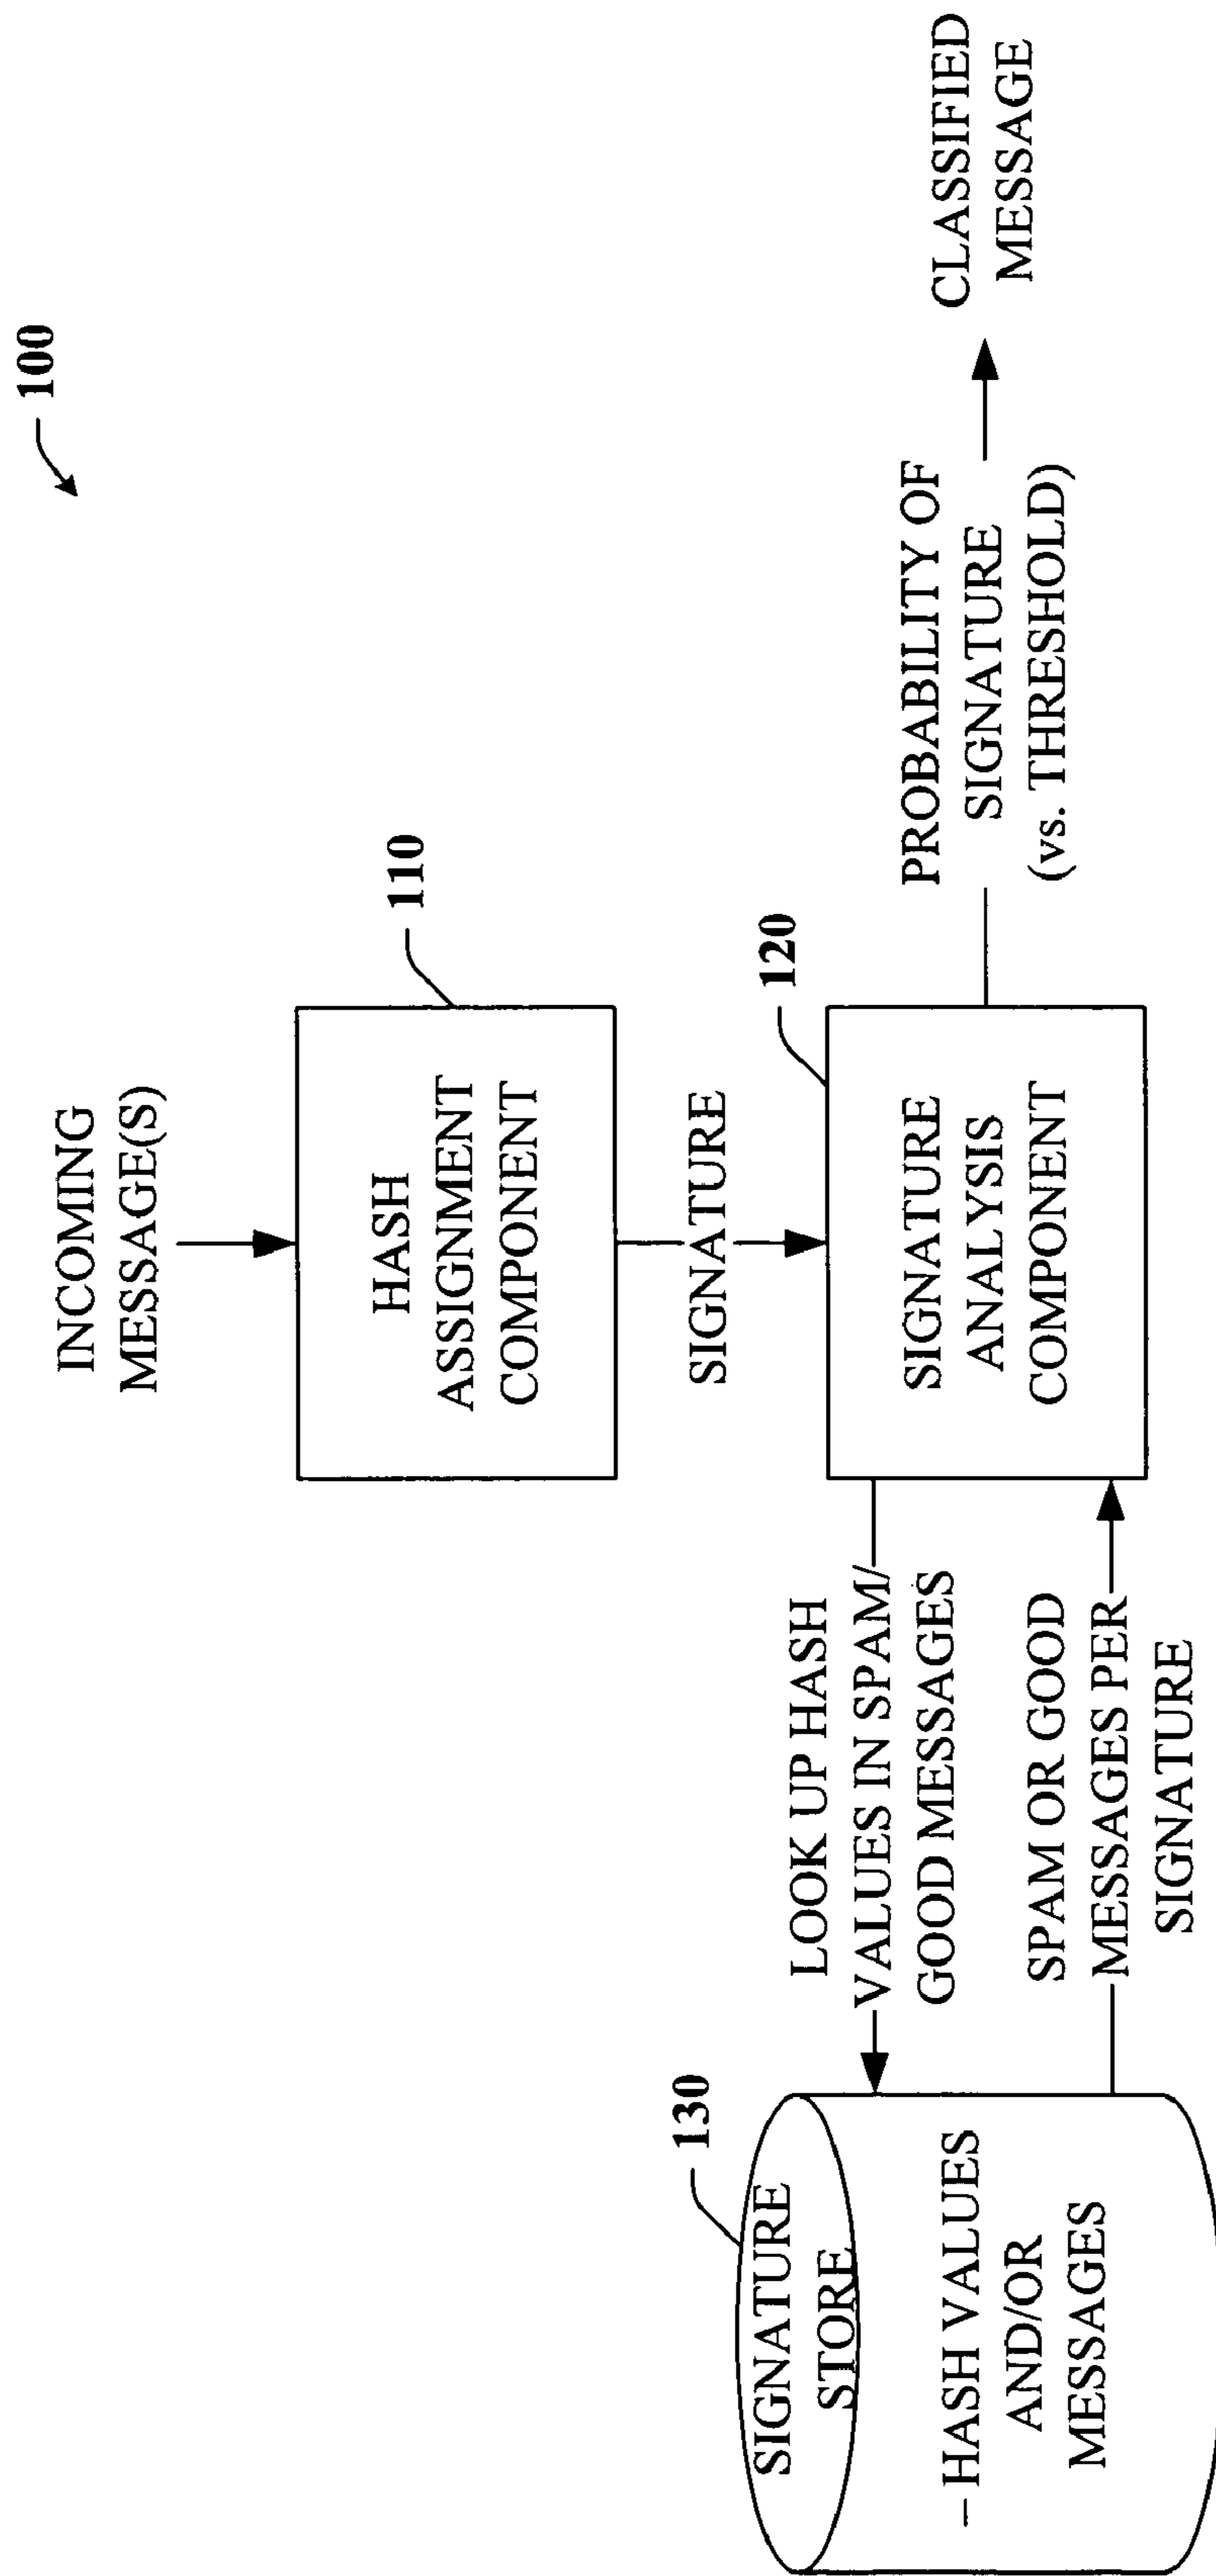 100
INCOMING
MESSAGE(S)
110
HASH
ASSIGNMENT
COMPONENT
SIGNATURE
120
SIGNATURE
ANALYSIS
COMPONENT
130
SIGNATURE
STORE
– HASH VALUES
AND/OR
MESSAGES
LOOK UP HASH
VALUES IN SPAM/
GOOD MESSAGES
SPAM OR GOOD
MESSAGES PER
SIGNATURE
PROBABILITY OF
SIGNATURE
(vs. THRESHOLD)
CLASSIFIED
MESSAGE